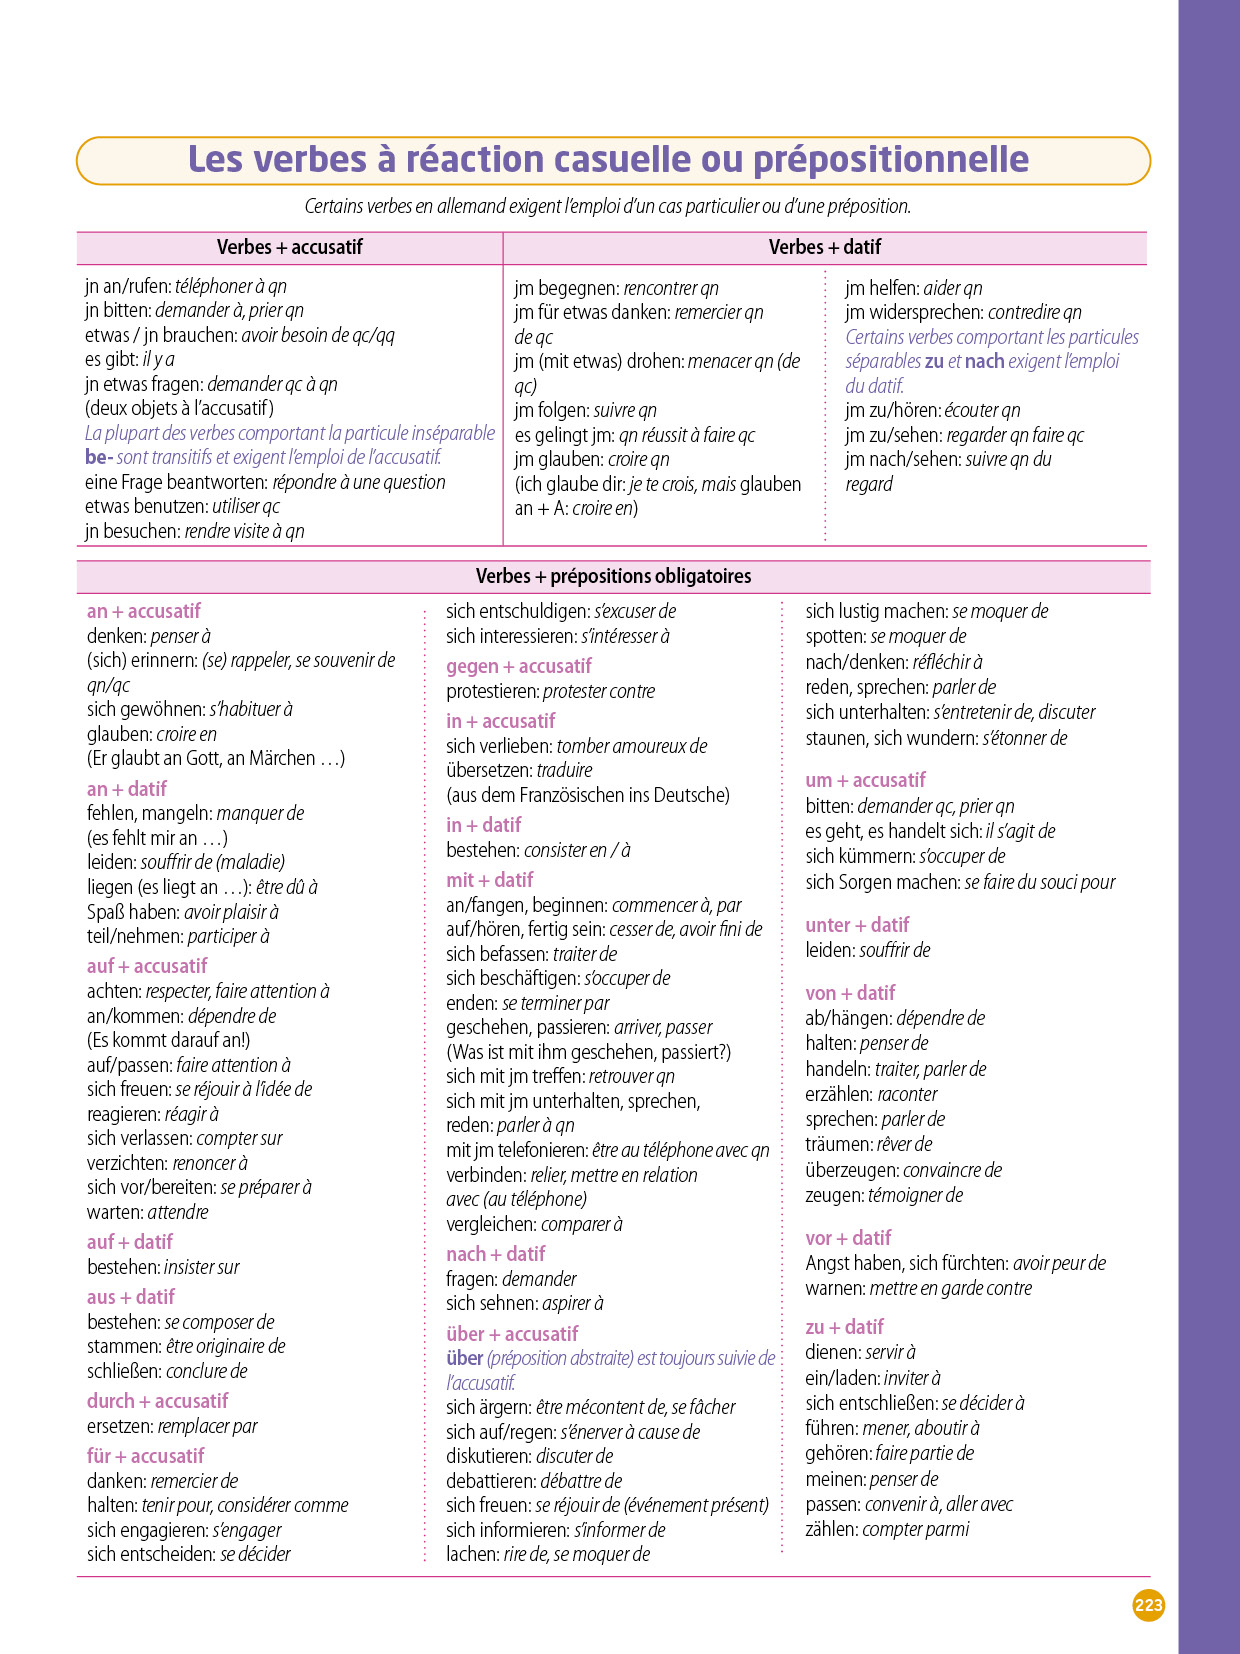 Les verbes à réaction casuelle ou prépositionnelle
Certains verbes en allemand exigent l’emploi d’un cas particulier ou d’une préposition.
Verbes + accusatif
jn an/rufen: téléphoner à qn
jn bitten: demander à, prier qn
etwas / jn brauchen: avoir besoin de qc/qq
es gibt: il y a
jn etwas fragen: demander qc à qn
(deux objets à l’accusatif)
La plupart des verbes comportant la particule inséparable
be- sont transitifs et exigent l’emploi de l’accusatif.
eine Frage beantworten: répondre à une question
etwas benutzen: utiliser qc
jn besuchen: rendre visite à qn
Verbes + datif
jm begegnen: rencontrer qn
jm für etwas danken: remercier qn
de qc
jm (mit etwas) drohen: menacer qn (de
qc)
jm folgen: suivre qn
es gelingt jm: qn réussit à faire qc
jm glauben: croire qn
(ich glaube dir: je te crois, mais glauben
an + A: croire en)
jm helfen: aider qn
jm widersprechen: contredire qn
Certains verbes comportant les particules
séparables zu et nach exigent l’emploi
du datif.
jm zu/hören: écouter qn
jm zu/sehen: regarder qn faire qc
jm nach/sehen: suivre qn du
regard
Verbes + prépositions obligatoires
an + accusatif
denken: penser à
(sich) erinnern: (se) rappeler, se souvenir de
qn/qc
sich gewöhnen: s’habituer à
glauben: croire en
(Er glaubt an Gott, an Märchen …)
an + datif
fehlen, mangeln: manquer de
(es fehlt mir an …)
leiden: souffrir de (maladie)
liegen (es liegt an …): être dû à
Spaß haben: avoir plaisir à
teil/nehmen: participer à
auf + accusatif
achten: respecter, faire attention à
an/kommen: dépendre de
(Es kommt darauf an!)
auf/passen: faire attention à
sich freuen: se réjouir à l’idée de
reagieren: réagir à
sich verlassen: compter sur
verzichten: renoncer à
sich vor/bereiten: se préparer à
warten: attendre
auf + datif
bestehen: insister sur
aus + datif
bestehen: se composer de
stammen: être originaire de
schließen: conclure de
durch + accusatif
ersetzen: remplacer par
für + accusatif
danken: remercier de
halten: tenir pour, considérer comme
sich engagieren: s’engager
sich entscheiden: se décider
sich entschuldigen: s’excuser de
sich interessieren: s’intéresser à
gegen + accusatif
protestieren: protester contre
in + accusatif
sich verlieben: tomber amoureux de
übersetzen: traduire
(aus dem Französischen ins Deutsche)
in + datif
bestehen: consister en / à
mit + datif
an/fangen, beginnen: commencer à, par
auf/hören, fertig sein: cesser de, avoir fini de
sich befassen: traiter de
sich beschäftigen: s’occuper de
enden: se terminer par
geschehen, passieren: arriver, passer
(Was ist mit ihm geschehen, passiert?)
sich mit jm treffen: retrouver qn
sich mit jm unterhalten, sprechen,
reden: parler à qn
mit jm telefonieren: être au téléphone avec qn
verbinden: relier, mettre en relation
avec (au téléphone)
vergleichen: comparer à
nach + datif
fragen: demander
sich sehnen: aspirer à
über + accusatif
über (préposition abstraite) est toujours suivie de
l’accusatif.
sich ärgern: être mécontent de, se fâcher
sich auf/regen: s’énerver à cause de
diskutieren: discuter de
debattieren: débattre de
sich freuen: se réjouir de (événement présent)
sich informieren: s’informer de
lachen: rire de, se moquer de
sich lustig machen: se moquer de
spotten: se moquer de
nach/denken: réfléchir à
reden, sprechen: parler de
sich unterhalten: s’entretenir de, discuter
staunen, sich wundern: s’étonner de
um + accusatif
bitten: demander qc, prier qn
es geht, es handelt sich: il s’agit de
sich kümmern: s’occuper de
sich Sorgen machen: se faire du souci pour
unter + datif
leiden: souffrir de
von + datif
ab/hängen: dépendre de
halten: penser de
handeln: traiter, parler de
erzählen: raconter
sprechen: parler de
träumen: rêver de
überzeugen: convaincre de
zeugen: témoigner de
vor + datif
Angst haben, sich fürchten: avoir peur de
warnen: mettre en garde contre
zu + datif
dienen: servir à
ein/laden: inviter à
sich entschließen: se décider à
führen: mener, aboutir à
gehören: faire partie de
meinen: penser de
passen: convenir à, aller avec
zählen: compter parmi
223